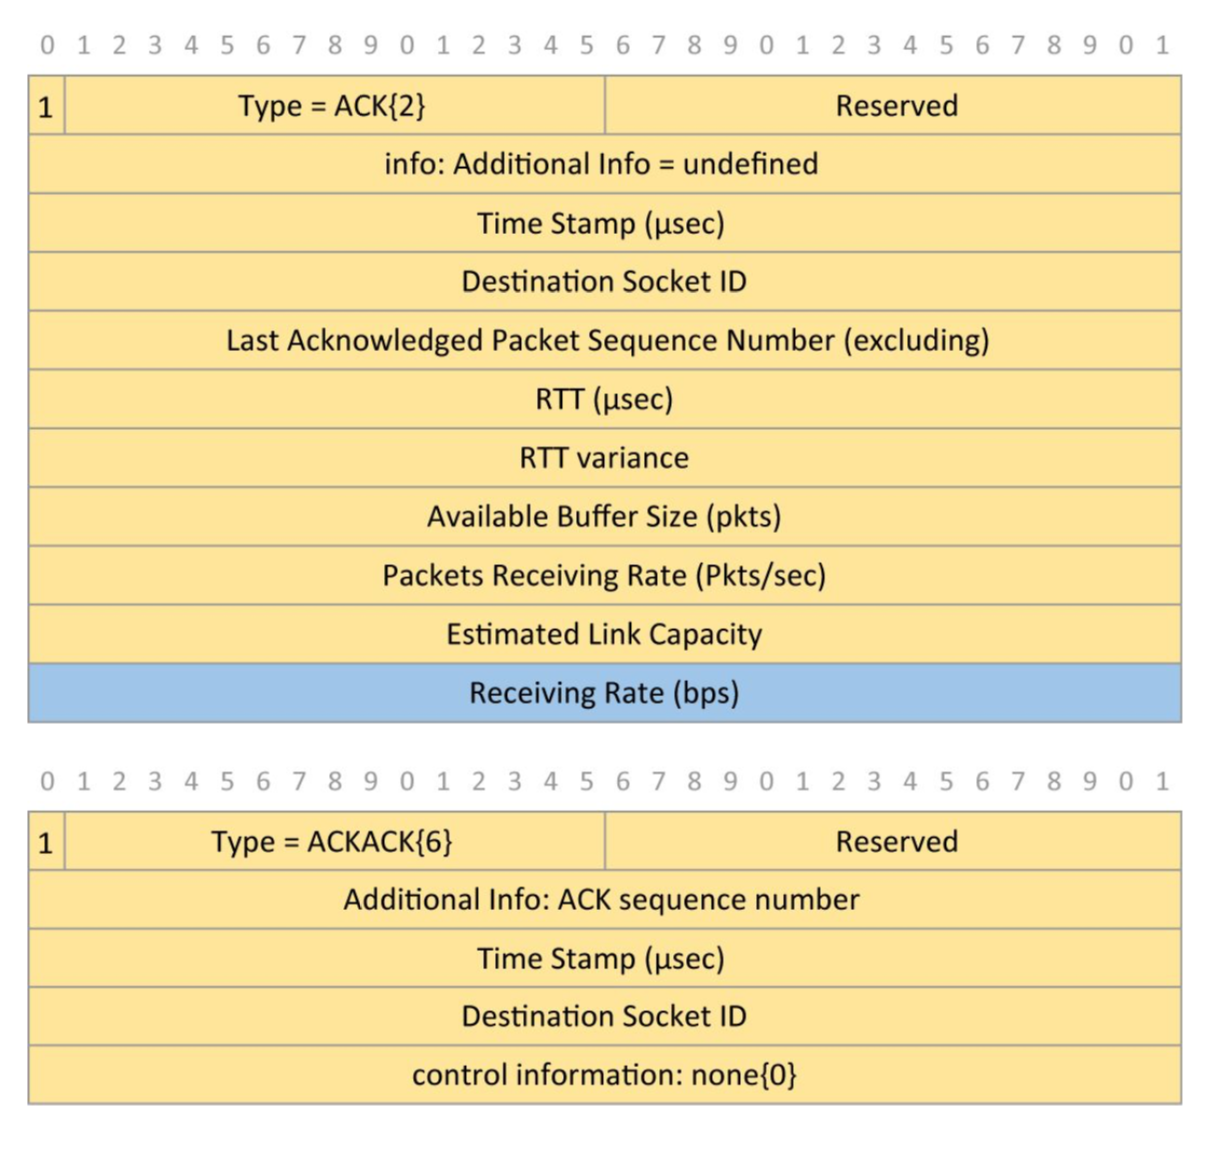 0 1 2 3 4 5 6 7 8 9 0 1 2 3 4 5 6 7 8 9 0 1 2 3 4 5 6 7 8 9 0 1
1 Type = ACK{2} Reserved
info: Additional Info = undefined
Time Stamp (μsec)
Destination Socket ID
Last Acknowledged Packet Sequence Number (excluding)
RTT (μsec)
RTT variance
Available Buffer Size (pkts)
Packets Receiving Rate (Pkts/sec)
Estimated Link Capacity
Receiving Rate (bps)
0 1 2 3 4 5 6 7 8 9 0 1 2 3 4 5 6 7 8 9 0 1 2 3 4 5 6 7 8 9 0 1
1 Type = ACKACK{6} Reserved
Additional Info: ACK sequence number
Time Stamp (μsec)
Destination Socket ID
control information: none{0}